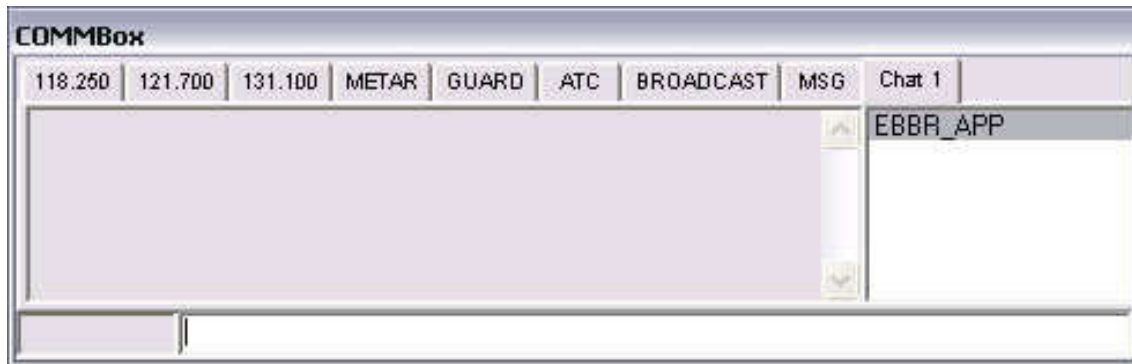 COMMBox
118.250 121.700 131.100 METAR GUARD ATC BROADCAST MSG Chat 1
EBBR_APP